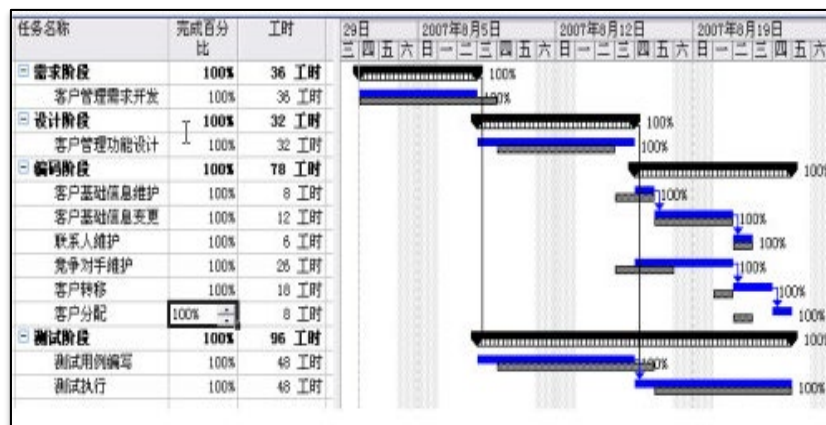 任务名称 完成百分比 工时 29日 2007年8月5日 2007年8月12日 2007年8月19日
三 四 五 六 日 一 二 三 四 五 六 日 一 二 三 四 五 六 日 一 二 三 四 五 六
需求阶段 100% 36 工时 100%
客户管理需求开发 100% 36 工时 100%
设计阶段 100% 32 工时 100%
客户管理功能设计 100% 32 工时 100%
编码阶段 100% 78 工时 100%
客户基础信息维护 100% 8 工时 100%
客户基础信息变更 100% 12 工时 100%
联系人维护 100% 6 工时 100%
竞争对手维护 100% 26 工时 100%
客户转移 100% 18 工时 100%
客户分配 100% 8 工时 100%
测试阶段 100% 96 工时 100%
测试用例编写 100% 48 工时 100%
测试执行 100% 48 工时 100%